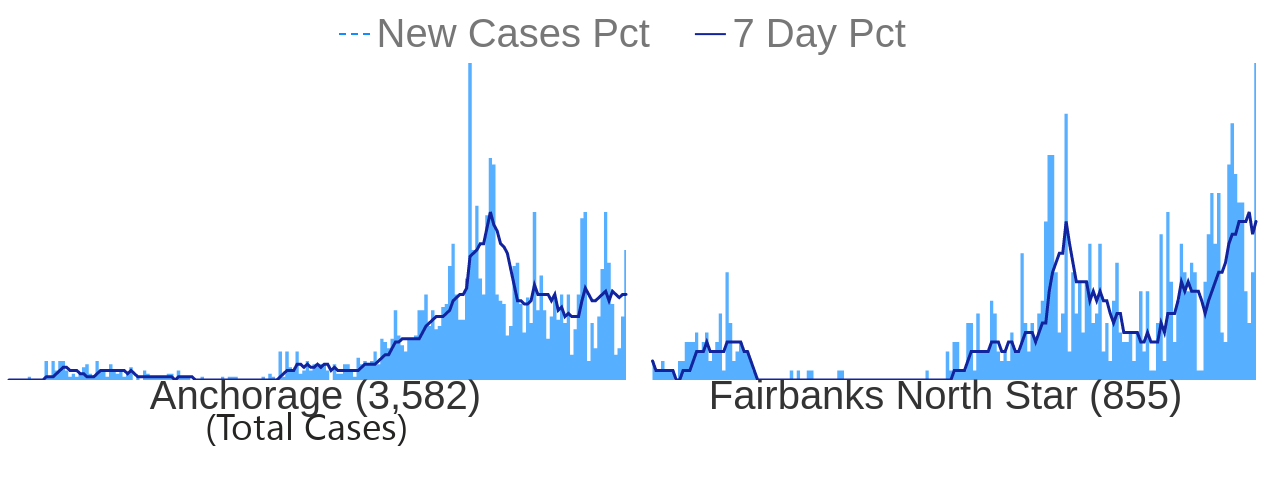 New Cases Pct 7 Day Pct
Anchorage (3,582) Fairbanks North Star (855)
(Total Cases)